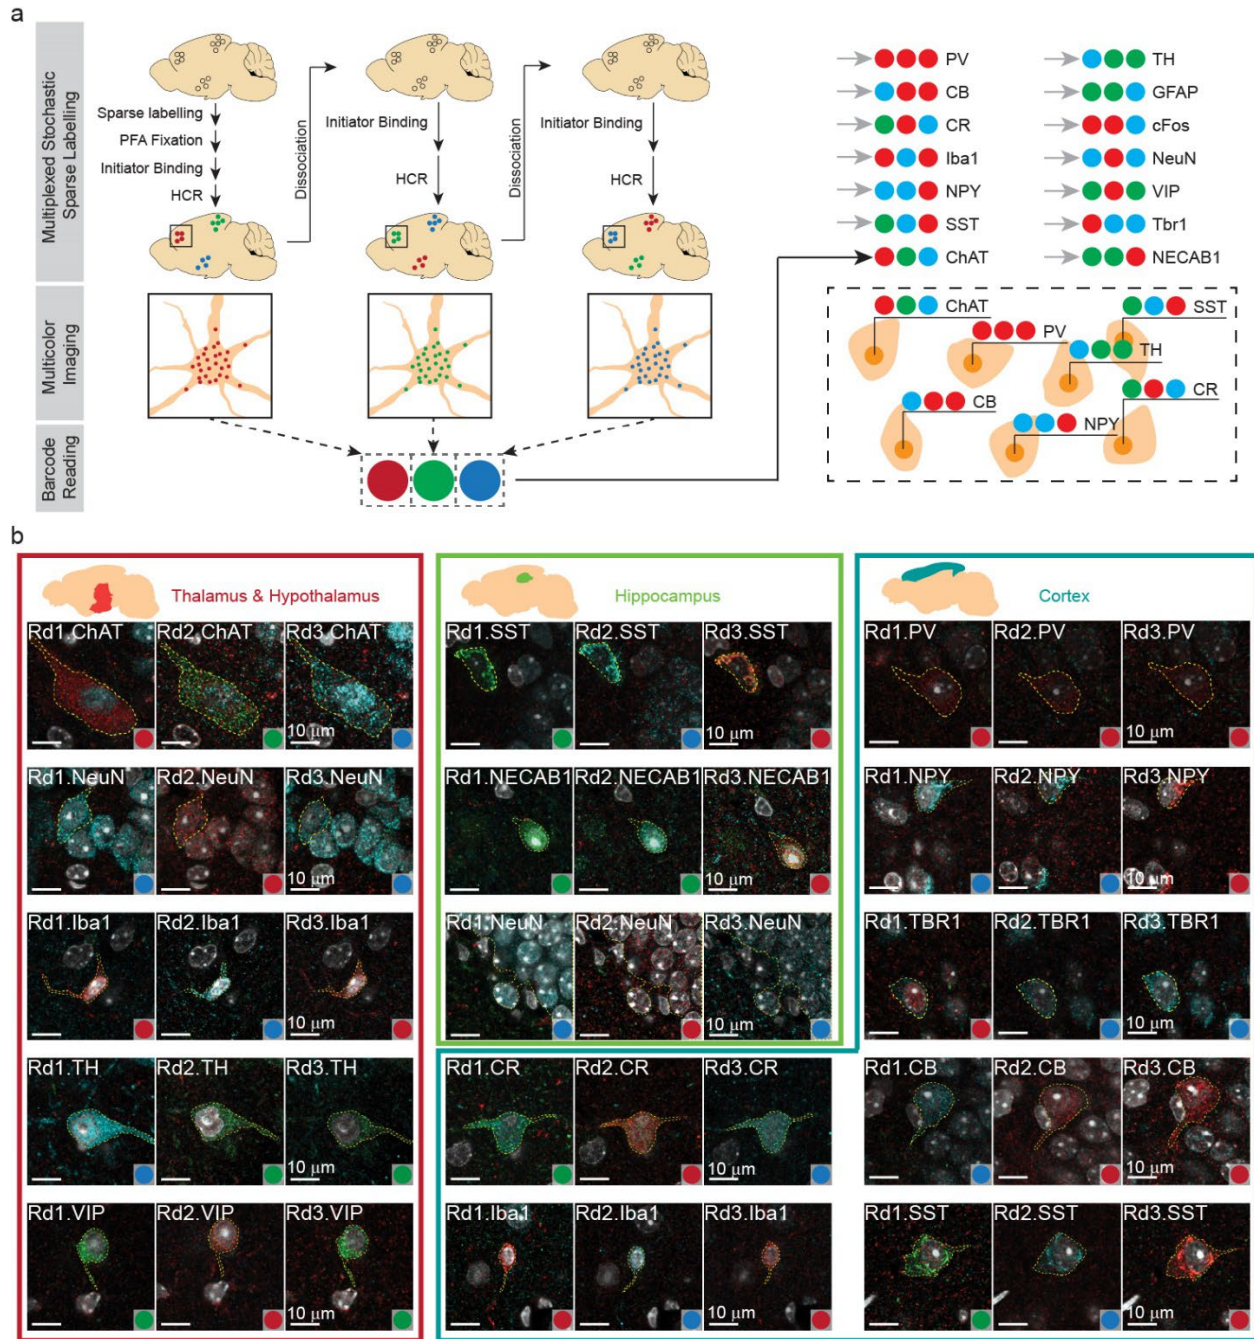 a
Multiplexed Stochastic
Sparse Labelling
Sparse labelling
PFA Fixation
Initiator Binding
HCR
Dissociation
Initiator Binding
HCR
Dissociation
Initiator Binding
HCR
Multicolor
Imaging
Barcode
Reading
PV
CB
CR
Iba1
NPY
SST
ChAT
TH
GFAP
cFos
NeuN
VIP
Tbr1
NECAB1
ChAT
SST
PV
TH
CB
CR
NPY
b
Thalamus & Hypothalamus
Rd1.ChAT Rd2.ChAT Rd3.ChAT
10 μm
Rd1.NeuN Rd2.NeuN Rd3.NeuN
10 μm
Rd1.Iba1 Rd2.Iba1 Rd3.Iba1
10 μm
Rd1.TH Rd2.TH Rd3.TH
10 μm
Rd1.VIP Rd2.VIP Rd3.VIP
10 μm
Hippocampus
Rd1.SST Rd2.SST Rd3.SST
10 μm
Rd1.NECAB1 Rd2.NECAB1 Rd3.NECAB1
10 μm
Rd1.NeuN Rd2.NeuN Rd3.NeuN
10 μm
Cortex
Rd1.PV Rd2.PV Rd3.PV
10 μm
Rd1.NPY Rd2.NPY Rd3.NPY
10 μm
Rd1.TBR1 Rd2.TBR1 Rd3.TBR1
10 μm
Rd1.CR Rd2.CR Rd3.CR
10 μm
Rd1.CB Rd2.CB Rd3.CB
10 μm
Rd1.Iba1 Rd2.Iba1 Rd3.Iba1
10 μm
Rd1.SST Rd2.SST Rd3.SST
10 μm